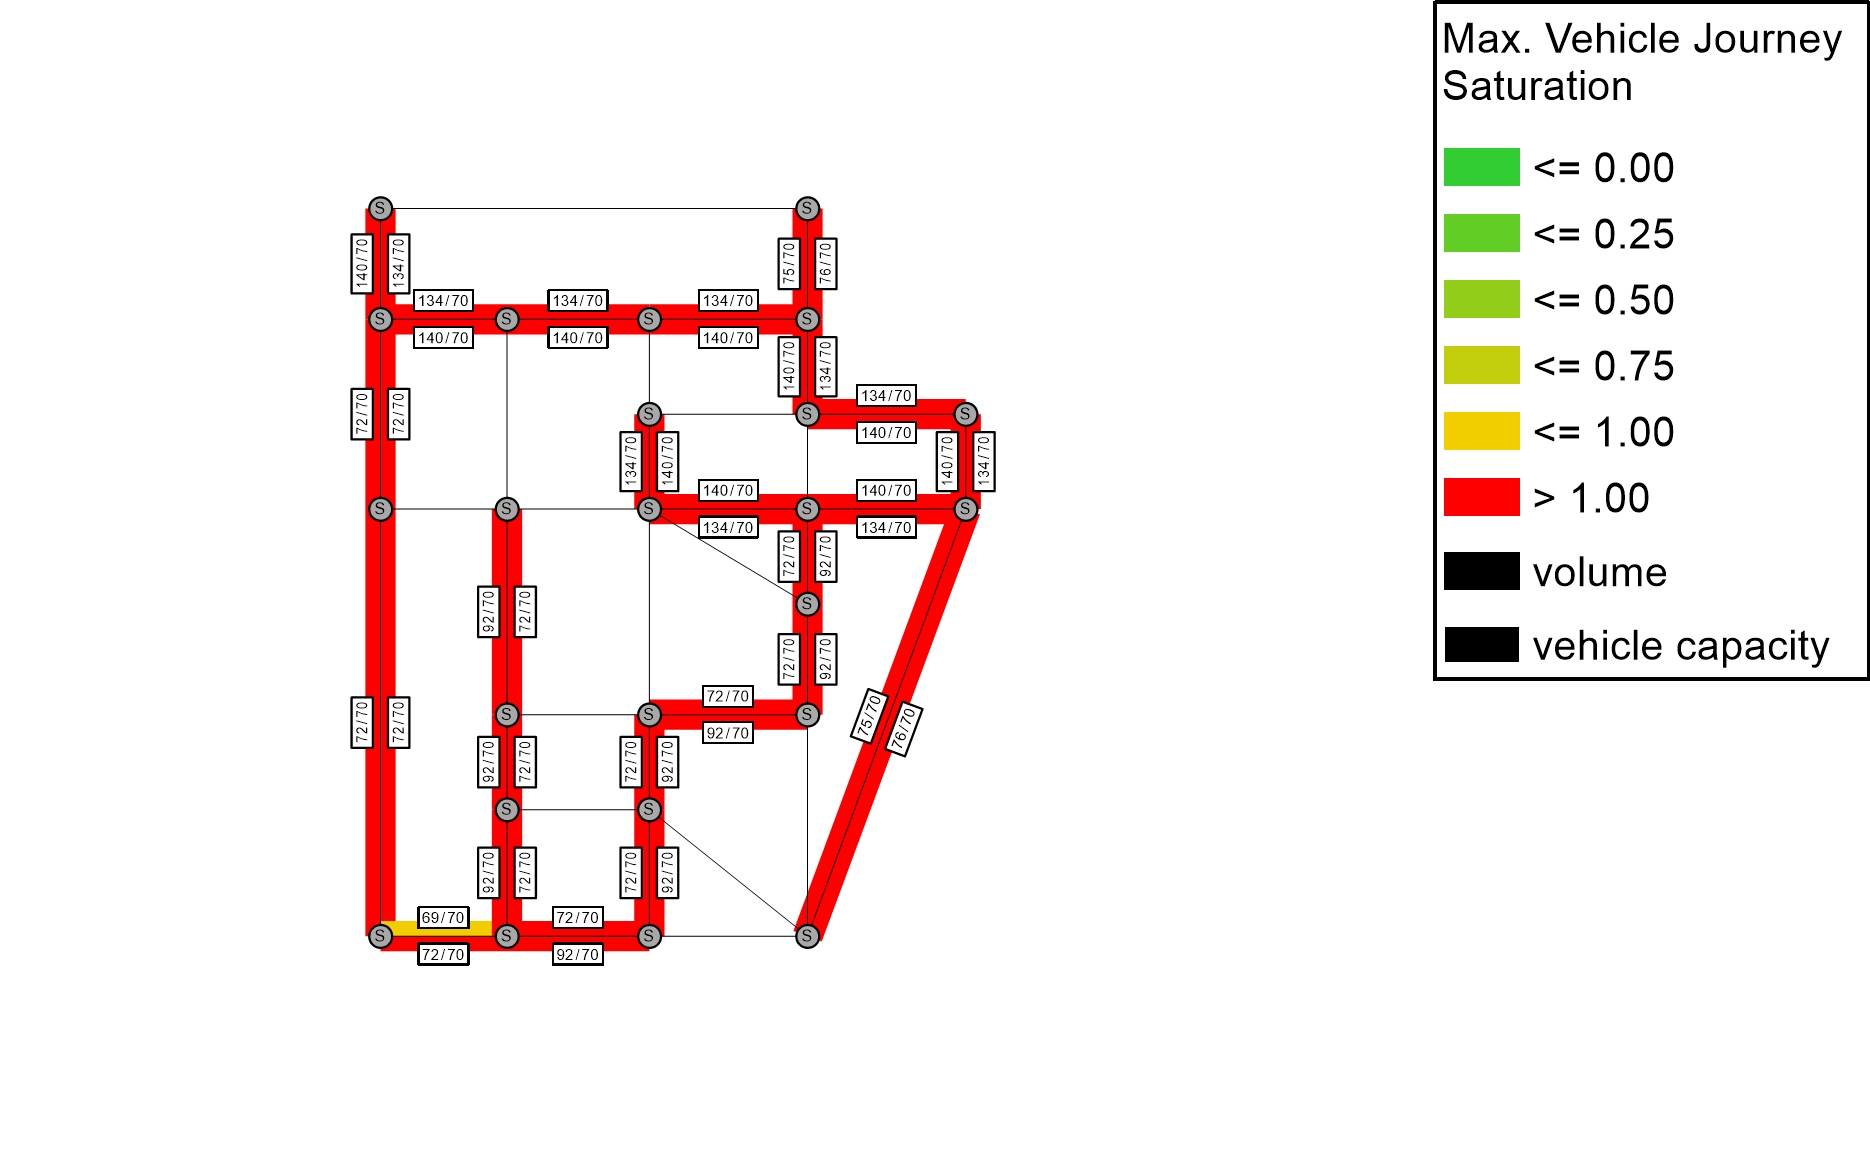 Max. Vehicle Journey
Saturation
<= 0.00
<= 0.25
<= 0.50
<= 0.75
<= 1.00
> 1.00
volume
vehicle capacity
S
S
140/70
134/70
75/70
76/70
134/70
134/70
134/70
S
S
S
S
140/70
140/70
140/70
140/70
134/70
134/70
72/70
72/70
S
S
S
140/70
134/70
140/70
140/70
134/70
140/70
140/70
S
S
S
S
S
134/70
134/70
72/70
92/70
92/70
72/70
S
72/70
92/70
72/70
75/70
76/70
72/70
72/70
S
S
S
92/70
92/70
72/70
72/70
92/70
S
S
92/70
72/70
72/70
92/70
69/70
72/70
S
S
S
S
72/70
92/70